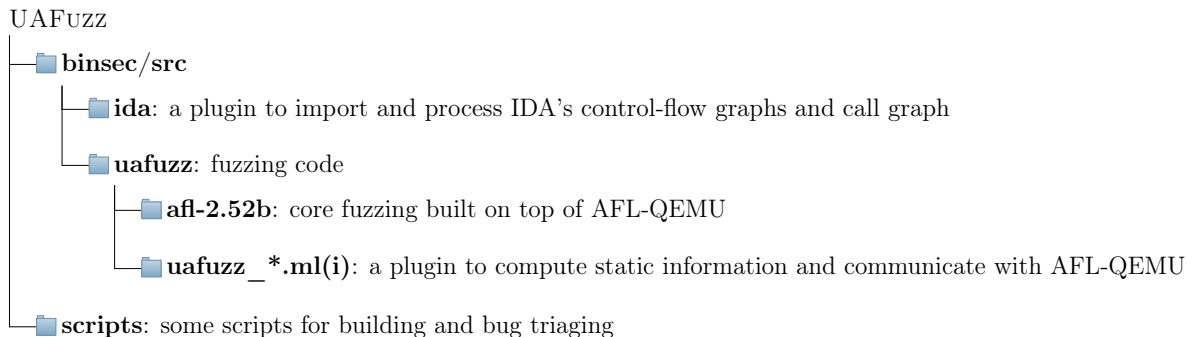 UAFuzz
binsec/src
ida: a plugin to import and process IDA's control-flow graphs and call graph
uafuzz: fuzzing code
afl-2.52b: core fuzzing built on top of AFL-QEMU
uafuzz_*.ml(i): a plugin to compute static information and communicate with AFL-QEMU
scripts: some scripts for building and bug triaging